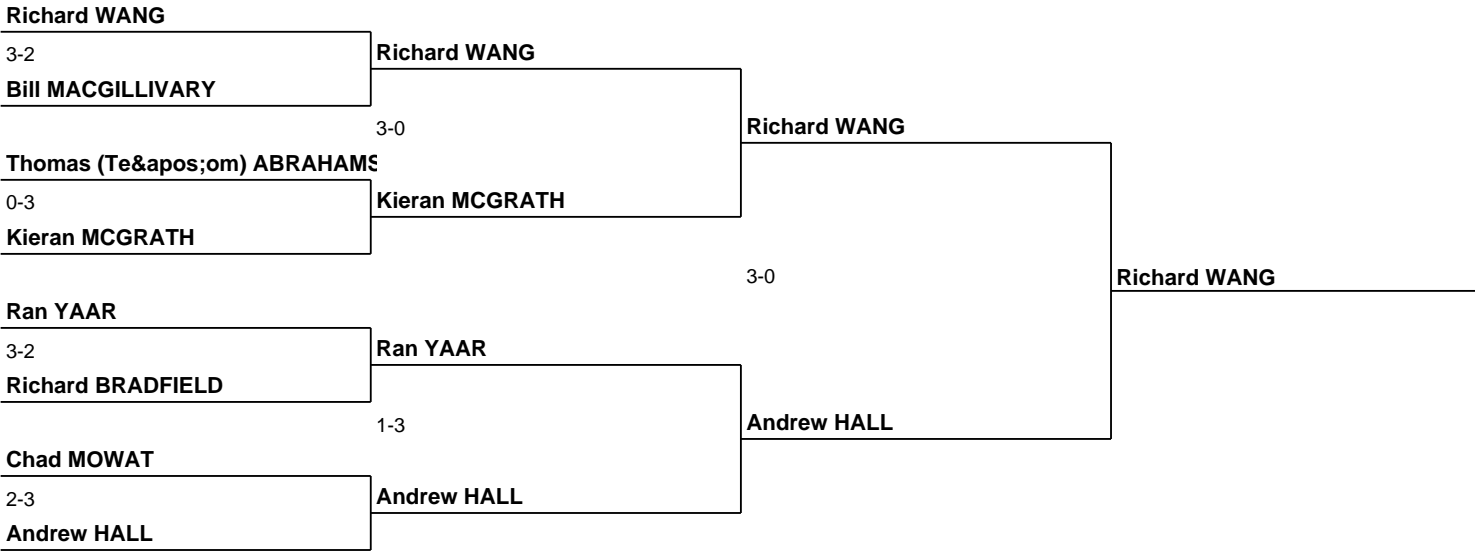 Richard WANG
3-2
Richard WANG
Bill MACGILLIVARY
3-0
Richard WANG
Thomas (Te&apos;om) ABRAHAMS
0-3
Kieran MCGRATH
Kieran MCGRATH
3-0
Richard WANG
Ran YAAR
3-2
Ran YAAR
Richard BRADFIELD
1-3
Andrew HALL
Chad MOWAT
2-3
Andrew HALL
Andrew HALL